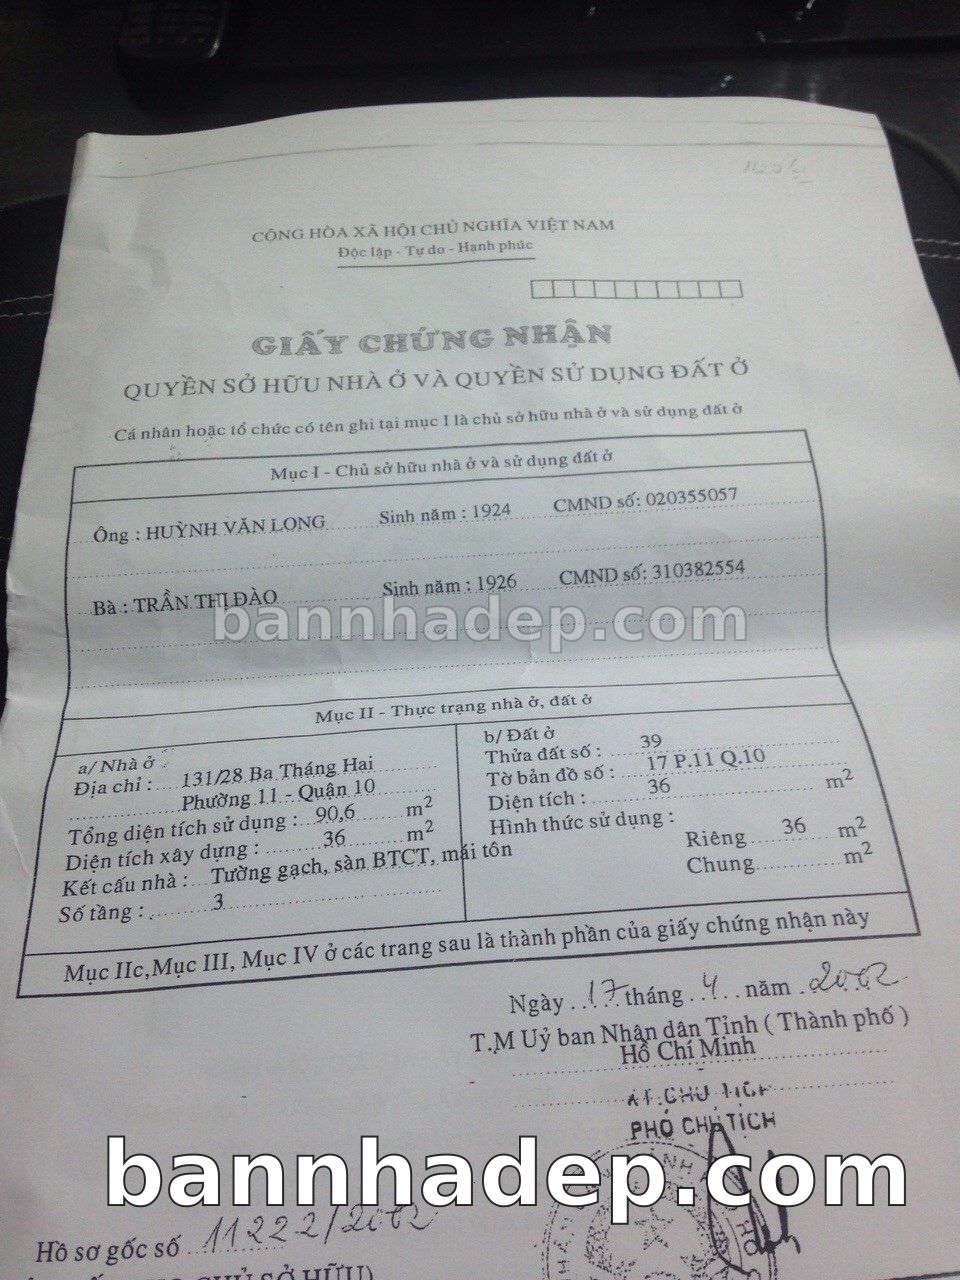 CỘNG HÒA XÃ HỘI CHỦ NGHĨA VIỆT NAM
Độc lập - Tự do - Hạnh phúc
GIẤY CHỨNG NHẬN
QUYỀN SỞ HỮU NHÀ Ở VÀ QUYỀN SỬ DỤNG ĐẤT Ở
Cá nhân hoặc tổ chức có tên ghi tại mục I là chủ sở hữu nhà ở và sử dụng đất ở
Mục I - Chủ sở hữu nhà ở và sử dụng đất ở
Ông : HUỲNH VĂN LONG Sinh năm : 1924 CMND số: 020355057
Bà : TRẦN THỊ ĐÀO Sinh năm : 1926 CMND số: 310382554
bannhadep.com
Mục II - Thực trạng nhà ở, đất ở
a/ Nhà ở
Địa chỉ : 131/28 Ba Tháng Hai
Phường 11 - Quận 10
Tổng diện tích sử dụng : 90,6 m2
Diện tích xây dựng : 36 m2
Kết cấu nhà : Tường gạch, sàn BTCT, mái tôn
Số tầng : 3
b/ Đất ở
Thửa đất số : 39
Tờ bản đồ số : 17 P.11 Q.10
Diện tích : 36 m2
Hình thức sử dụng :
Riêng 36 m2
Chung m2
Mục IIc,Mục III, Mục IV ở các trang sau là thành phần của giấy chứng nhận này
Ngày 17 tháng 4 năm 2002
T.M Uỷ ban Nhân dân Tỉnh ( Thành phố )
Hồ Chí Minh
KT.CHỦ TỊCH
PHÓ CHỦ TỊCH
bannhadep.com
Hồ sơ gốc số 11222/2002
CHỦ SỞ HỮU)